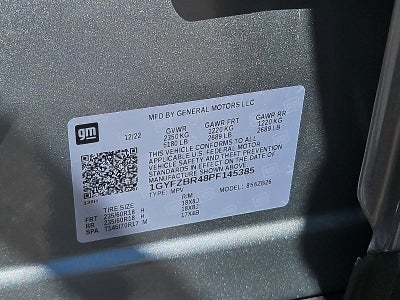 MFD BY GENERAL MOTORS LLC
gm
12/22 GVWR GAWR FRT GAWR RR
2350 KG 1220 KG 1220 KG
5180 LB 2689 LB 2689 LB
THIS VEHICLE CONFORMS TO ALL
APPLICABLE U.S. FEDERAL MOTOR
VEHICLE SAFETY AND THEFT PREVENTION
STANDARDS IN EFFECT ON THE DATE OF
MANUFACTURE SHOWN ABOVE
1GYFZBR48PF145385
TYPE: MPV MODEL: 8S6ZB26
TIRE SIZE RIM
FRT 235/60R18 H 18X8J
RR 235/60R18 H 18X8J
SPA T145/70R17 M 17X4B